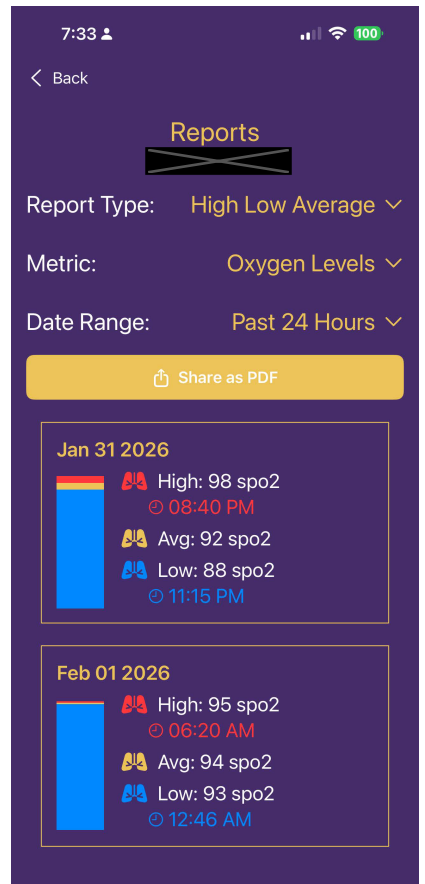 7:33
100
Back
Reports
Report Type: High Low Average
Metric: Oxygen Levels
Date Range: Past 24 Hours
Share as PDF
Jan 31 2026
High: 98 spo2
08:40 PM
Avg: 92 spo2
Low: 88 spo2
11:15 PM
Feb 01 2026
High: 95 spo2
06:20 AM
Avg: 94 spo2
Low: 93 spo2
12:46 AM